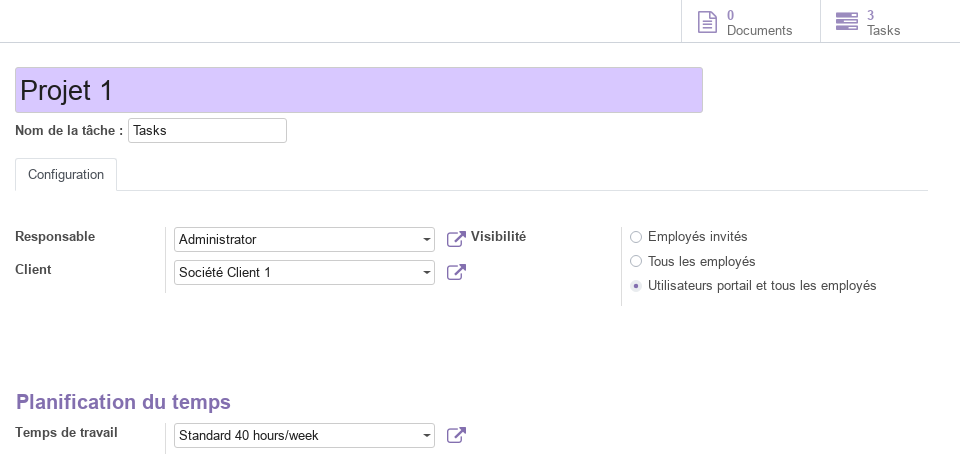 0
Documents
3
Tasks
Projet 1
Nom de la tâche : Tasks
Configuration
Responsable Administrator
Client Société Client 1
Visibilité
Employés invités
Tous les employés
Utilisateurs portail et tous les employés
Planification du temps
Temps de travail Standard 40 hours/week